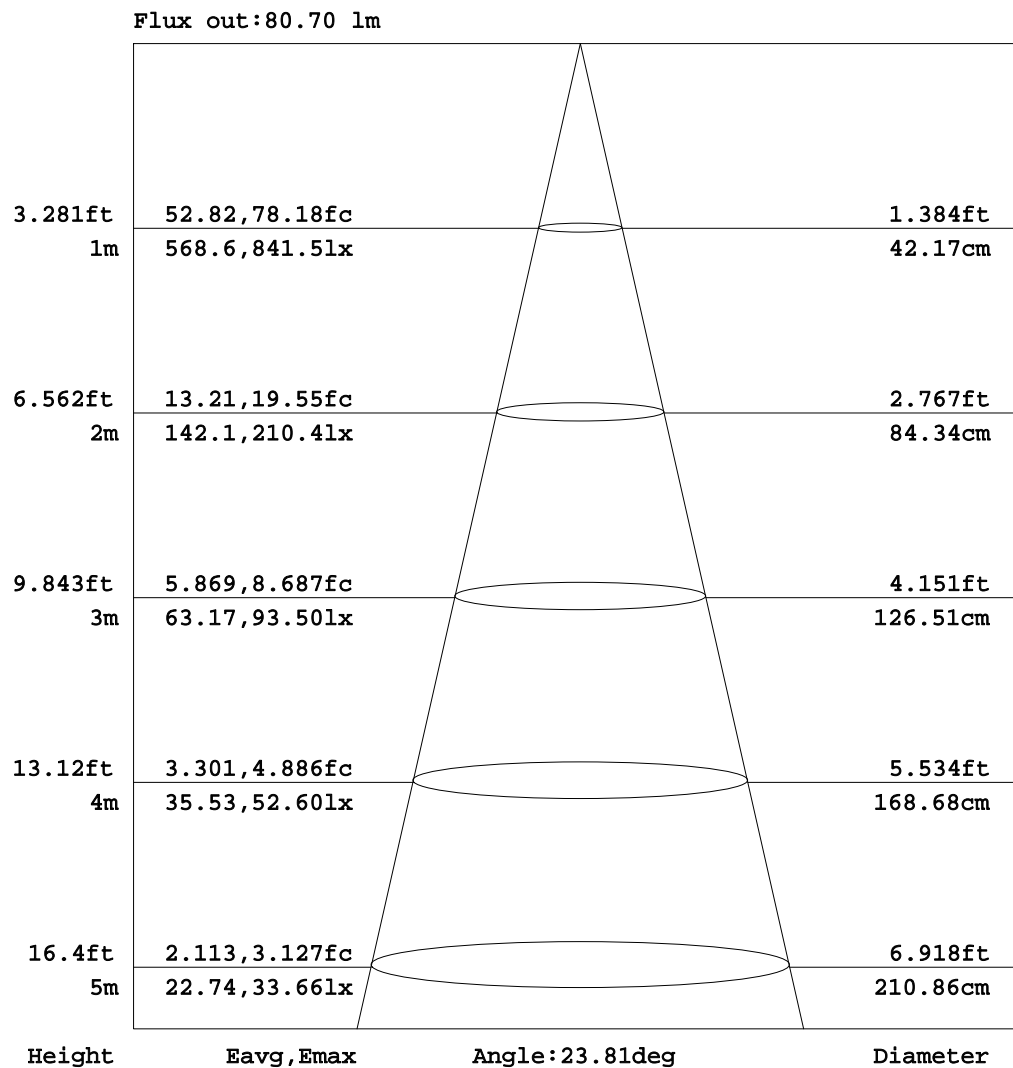 Flux out:80.70 lm
3.281ft 52.82,78.18fc 1.384ft
1m 568.6,841.5lx 42.17cm
6.562ft 13.21,19.55fc 2.767ft
2m 142.1,210.4lx 84.34cm
9.843ft 5.869,8.687fc 4.151ft
3m 63.17,93.50lx 126.51cm
13.12ft 3.301,4.886fc 5.534ft
4m 35.53,52.60lx 168.68cm
16.4ft 2.113,3.127fc 6.918ft
5m 22.74,33.66lx 210.86cm
Height Eavg,Emax Angle:23.81deg Diameter